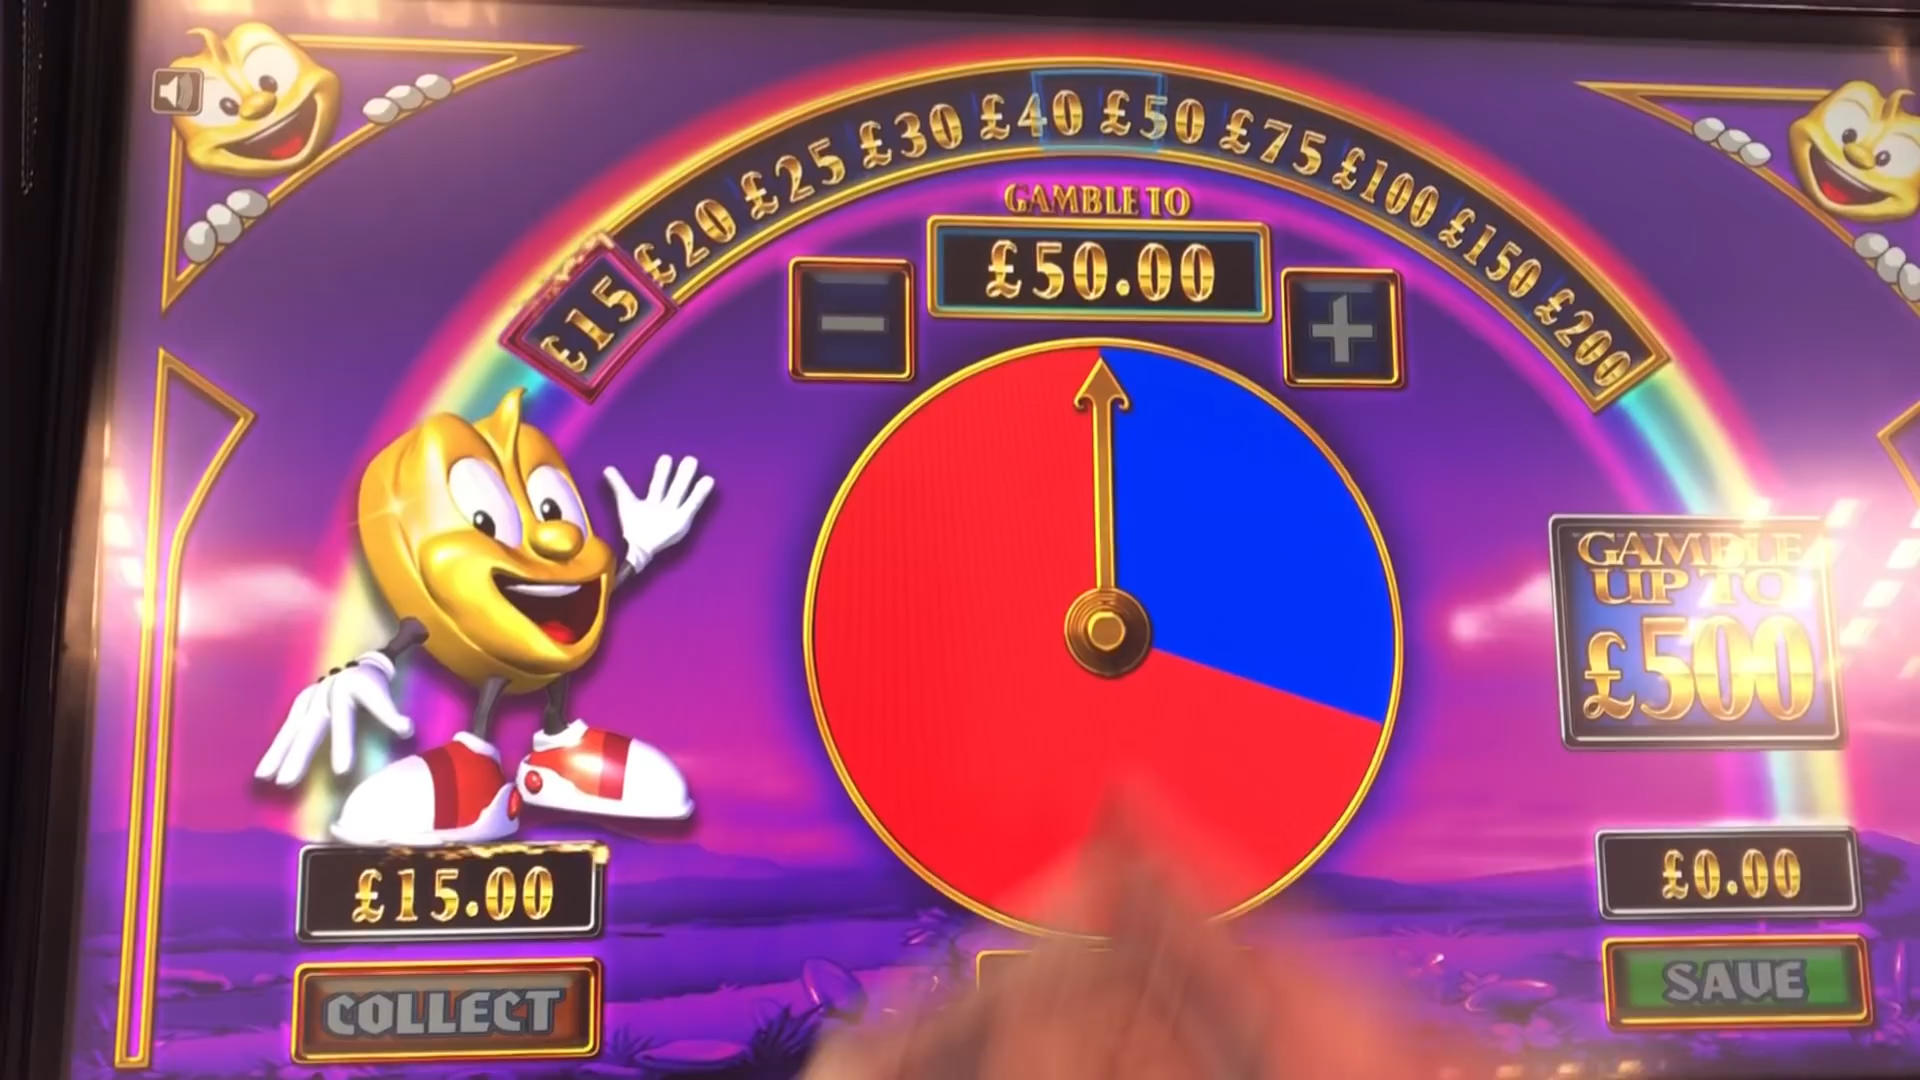 £15 £20 £25 £30 £40 £50 £75 £100 £150 £200
GAMBLE TO
£50.00
−
+
GAMBLE
UP TO
£500
£15.00
£0.00
COLLECT
SAVE